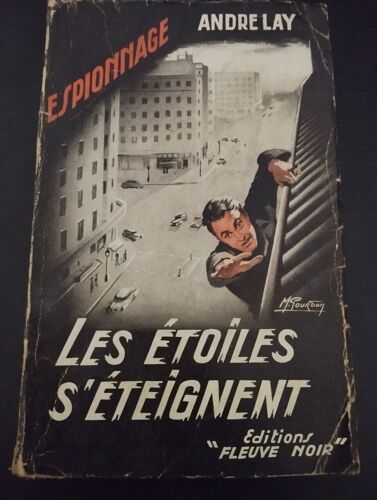 ESPIONNAGE
ANDRE LAY
M. Gourdon
LES ÉTOILES
S'ÉTEIGNENT
Editions
"FLEUVE NOIR"